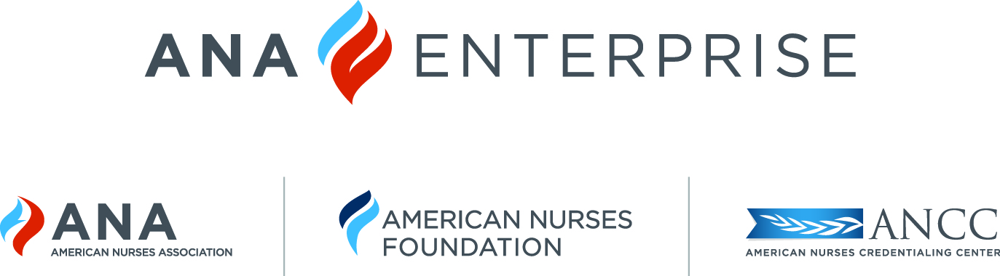 ANA ENTERPRISE
ANA
AMERICAN NURSES ASSOCIATION
AMERICAN NURSES
FOUNDATION
ANCC
AMERICAN NURSES CREDENTIALING CENTER